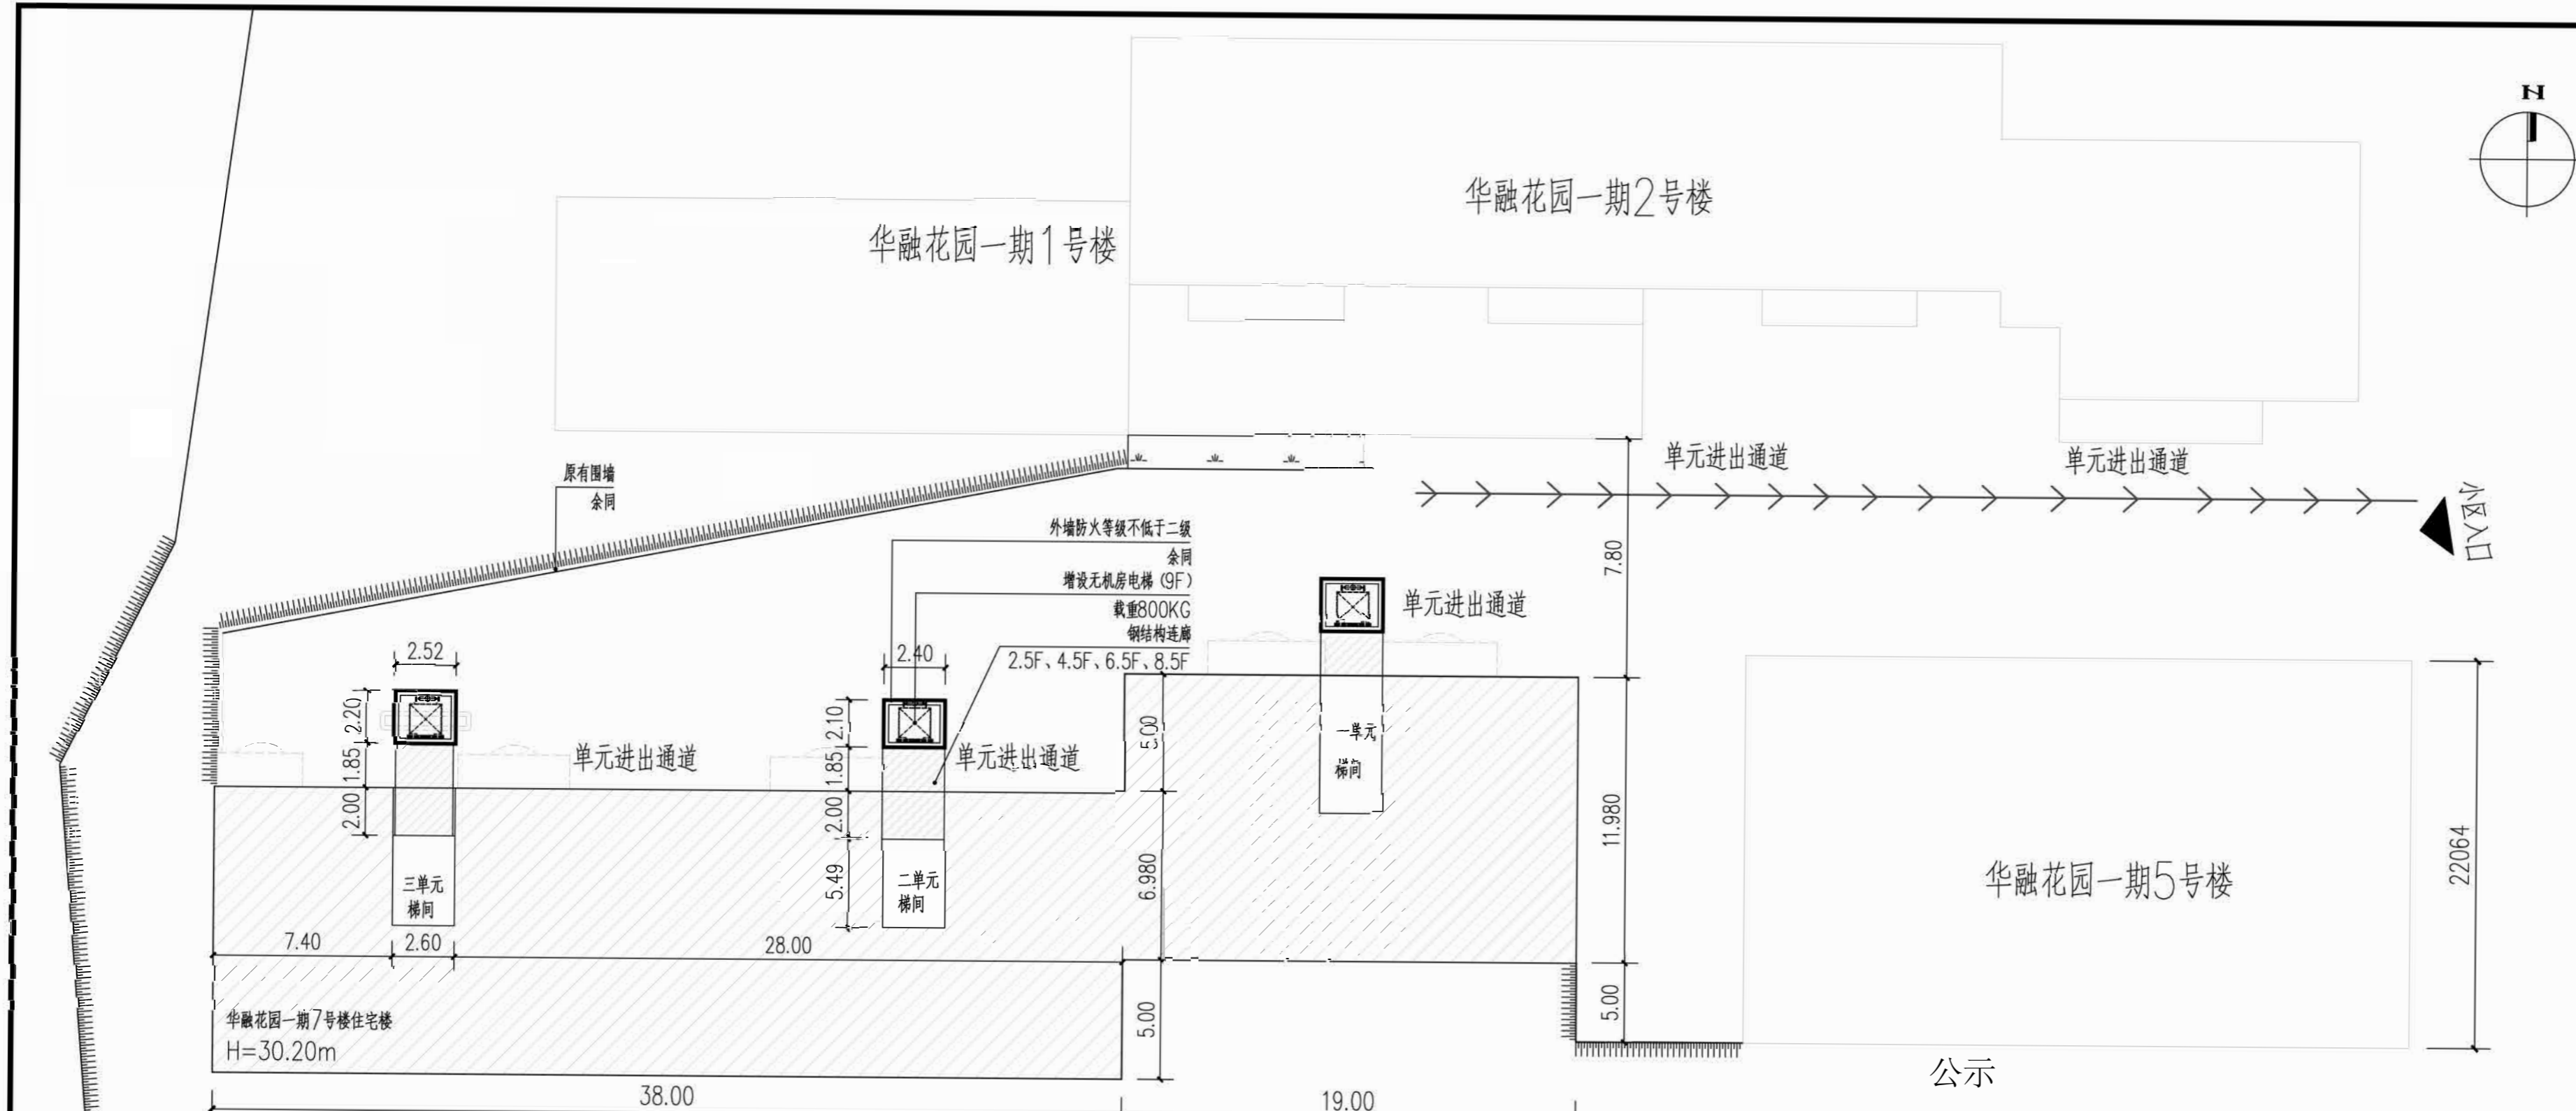 N
华融花园一期2号楼
华融花园一期1号楼
单元进出通道
单元进出通道
小区入口
原有围墙
余同
外墙防火等级不低于二级
余同
增设无机房电梯 (9F)
载重800KG
钢结构连廊
2.5F、4.5F、6.5F、8.5F
7.80
单元进出通道
2.52
2.40
2.20
1.85
2.00
单元进出通道
2.10
1.85
2.00
5.49
单元进出通道
5.00
6.980
5.00
一单元
梯间
11.980
5.00
三单元
梯间
二单元
梯间
华融花园一期5号楼
22064
7.40
2.60
28.00
华融花园一期7号楼住宅楼
H=30.20m
公示
38.00
19.00